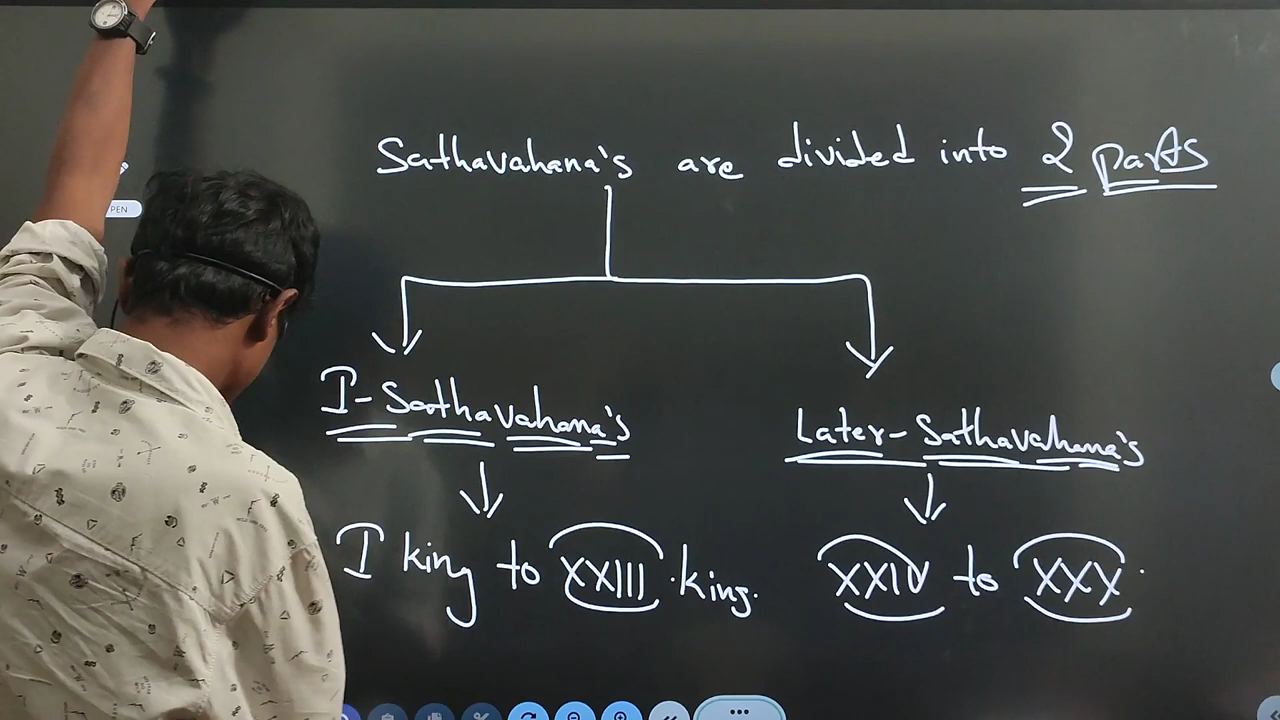 Sathavahana's are divided into 2 parts
PEN
I-Sathavahana's
Later-Sathavahana's
I king to XXIII king.
XXIV to XXX.